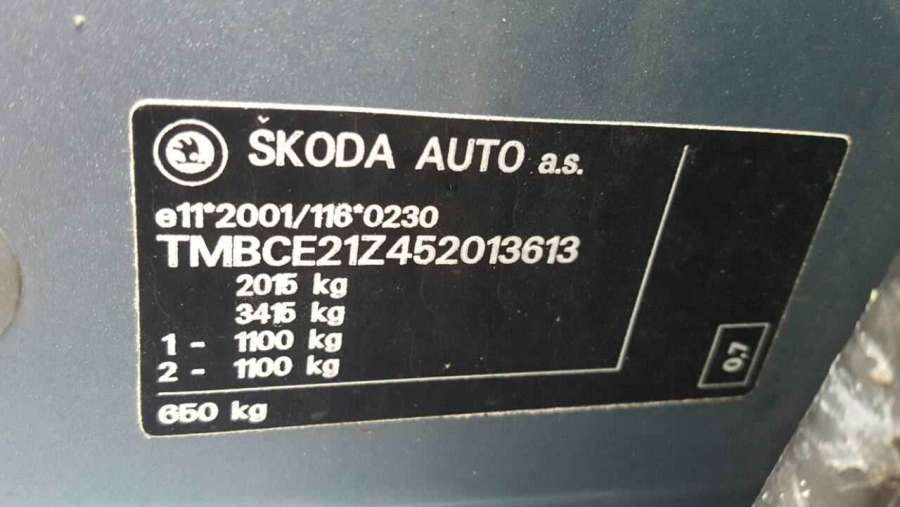 ŠKODA AUTO a.s.
e11*2001/116*0230
TMBCE21Z452013613
2015 kg
3415 kg
1 - 1100 kg
2 - 1100 kg
650 kg
0,7